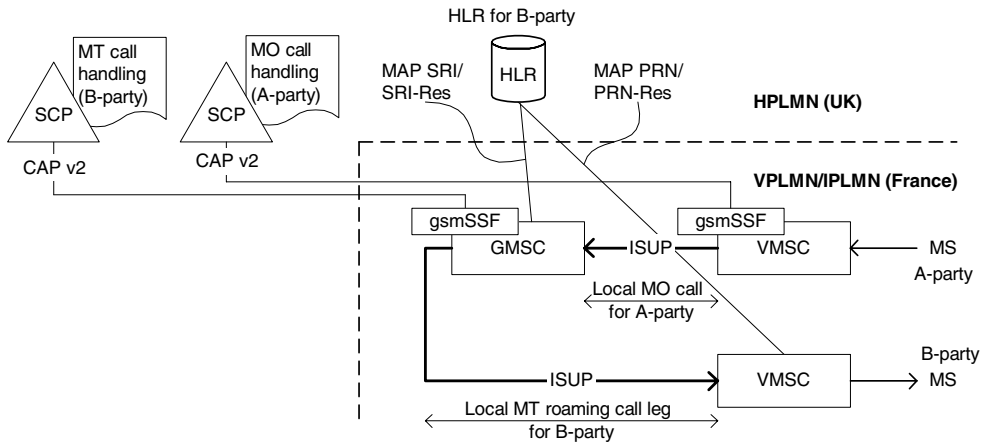 HLR for B-party
MT call
handling
(B-party)
MO call
handling
(A-party)
SCP
SCP
HLR
MAP SRI/
SRI-Res
MAP PRN/
PRN-Res
HPLMN (UK)
CAP v2
CAP v2
VPLMN/IPLMN (France)
gsmSSF
gsmSSF
GMSC
ISUP
VMSC
MS
A-party
Local MO call
for A-party
B-party
ISUP
VMSC
MS
Local MT roaming call leg
for B-party